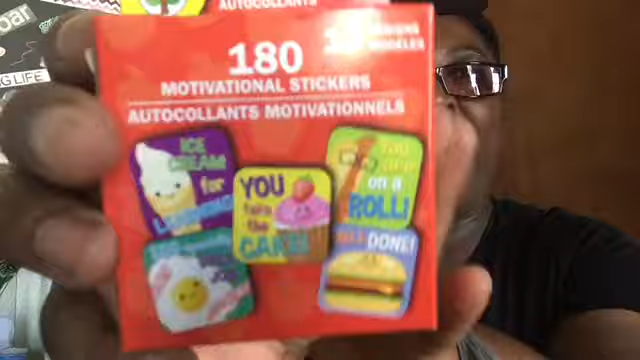 AUTOCOLLANTS
180
MOTIVATIONAL STICKERS
AUTOCOLLANTS MOTIVATIONNELS
ICE
CREAM
for
YOU
take
the
CAKE!
YOU
ARE
on a
ROLL!
WELL DONE!
G LIFE